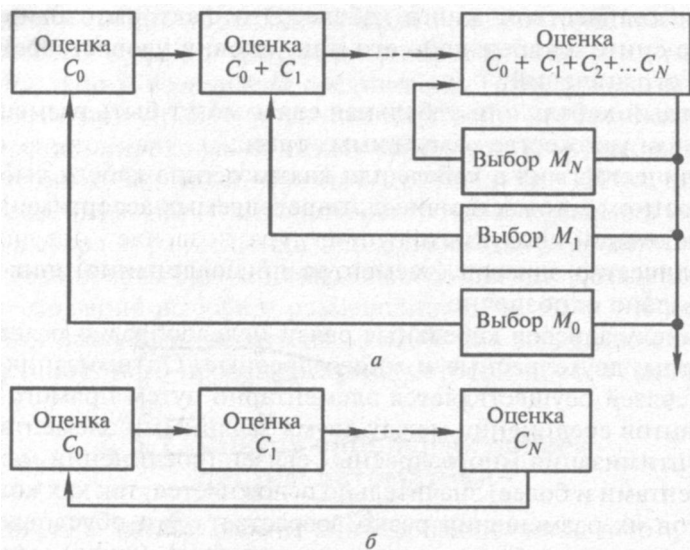 Оценка
C₀
Оценка
C₀ + C₁
Оценка
C₀ + C₁ + C₂ +...Cₙ
Выбор Mₙ
Выбор M₁
Выбор M₀
а
Оценка
C₀
Оценка
C₁
Оценка
Cₙ
б